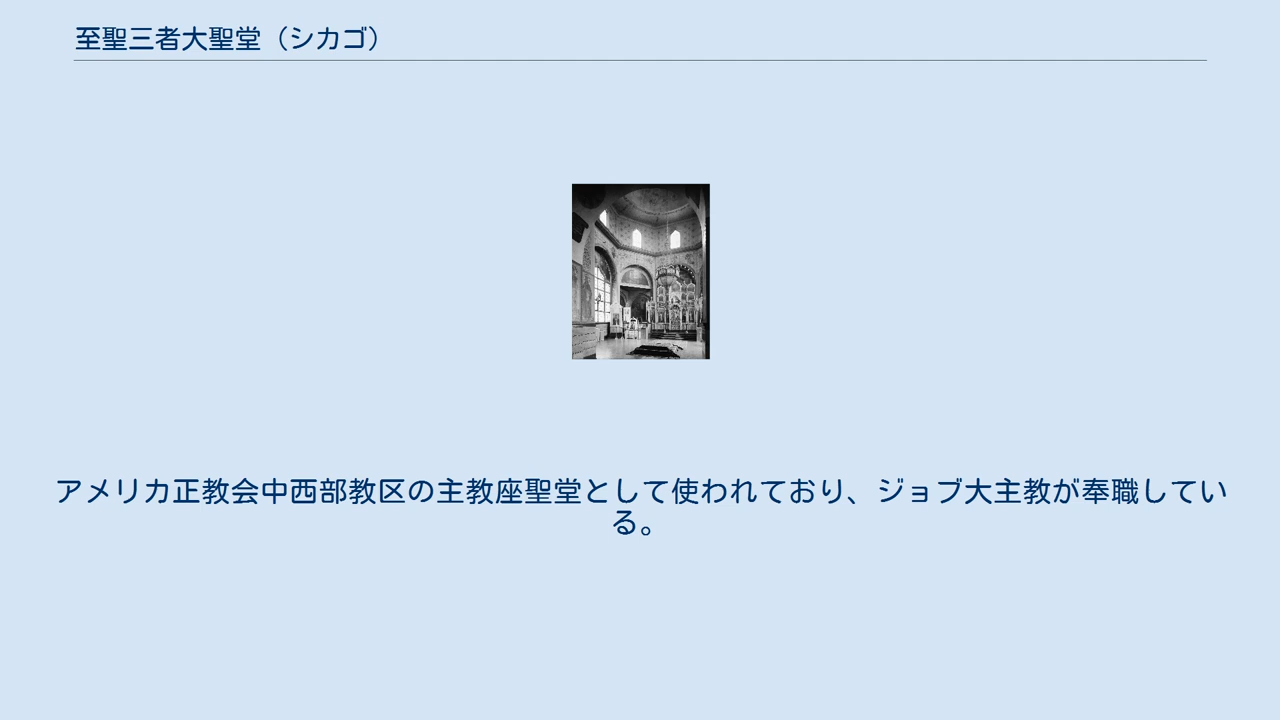 至聖三者大聖堂（シカゴ）
アメリカ正教会中西部教区の主教座聖堂として使われており、ジョブ大主教が奉職してい
る。